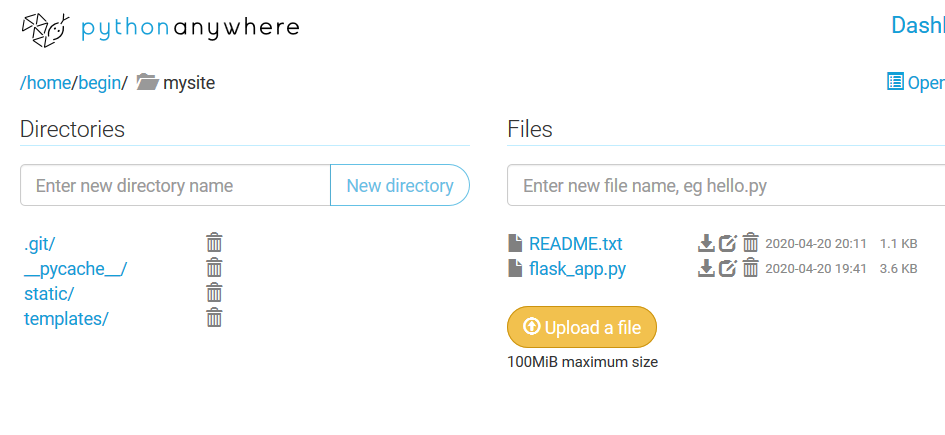 pythonanywhere
Dashl
/home/begin/ mysite
Open
Directories
Files
Enter new directory name
New directory
Enter new file name, eg hello.py
.git/
__pycache__/
static/
templates/
README.txt 2020-04-20 20:11 1.1 KB
flask_app.py 2020-04-20 19:41 3.6 KB
Upload a file
100MiB maximum size